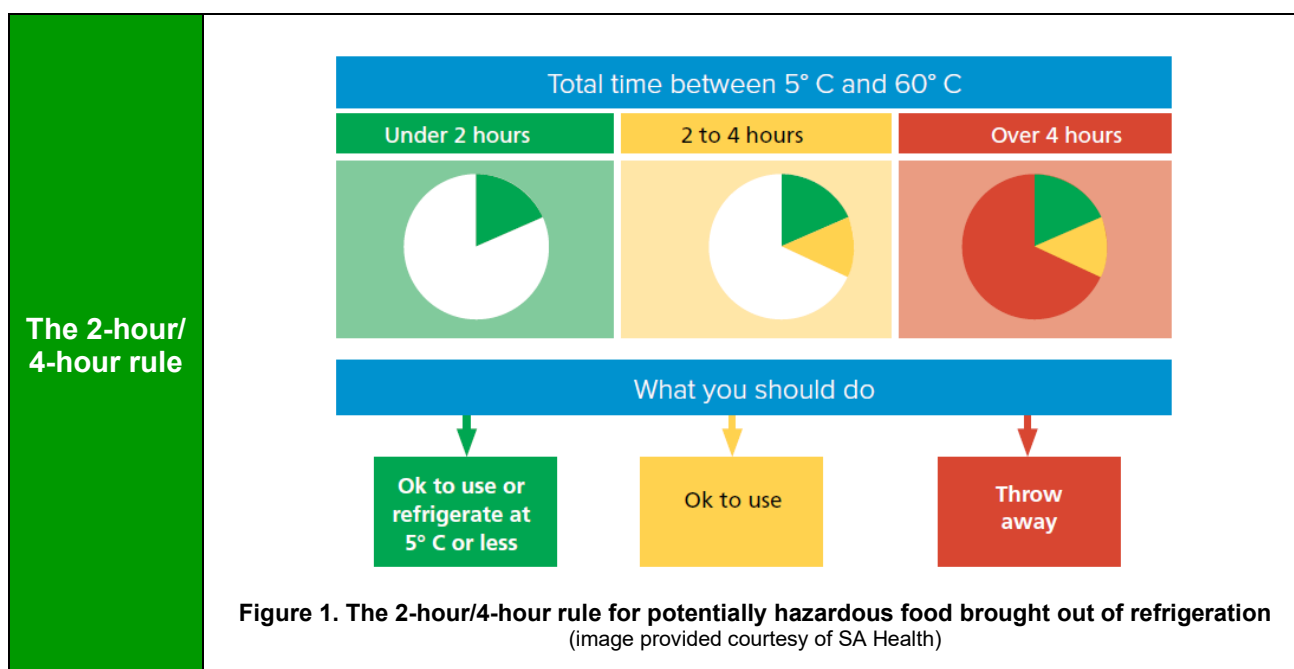 The 2-hour/
4-hour rule
Total time between 5° C and 60° C
Under 2 hours
2 to 4 hours
Over 4 hours
What you should do
Ok to use or
refrigerate at
5° C or less
Ok to use
Throw
away
Figure 1. The 2-hour/4-hour rule for potentially hazardous food brought out of refrigeration
(image provided courtesy of SA Health)